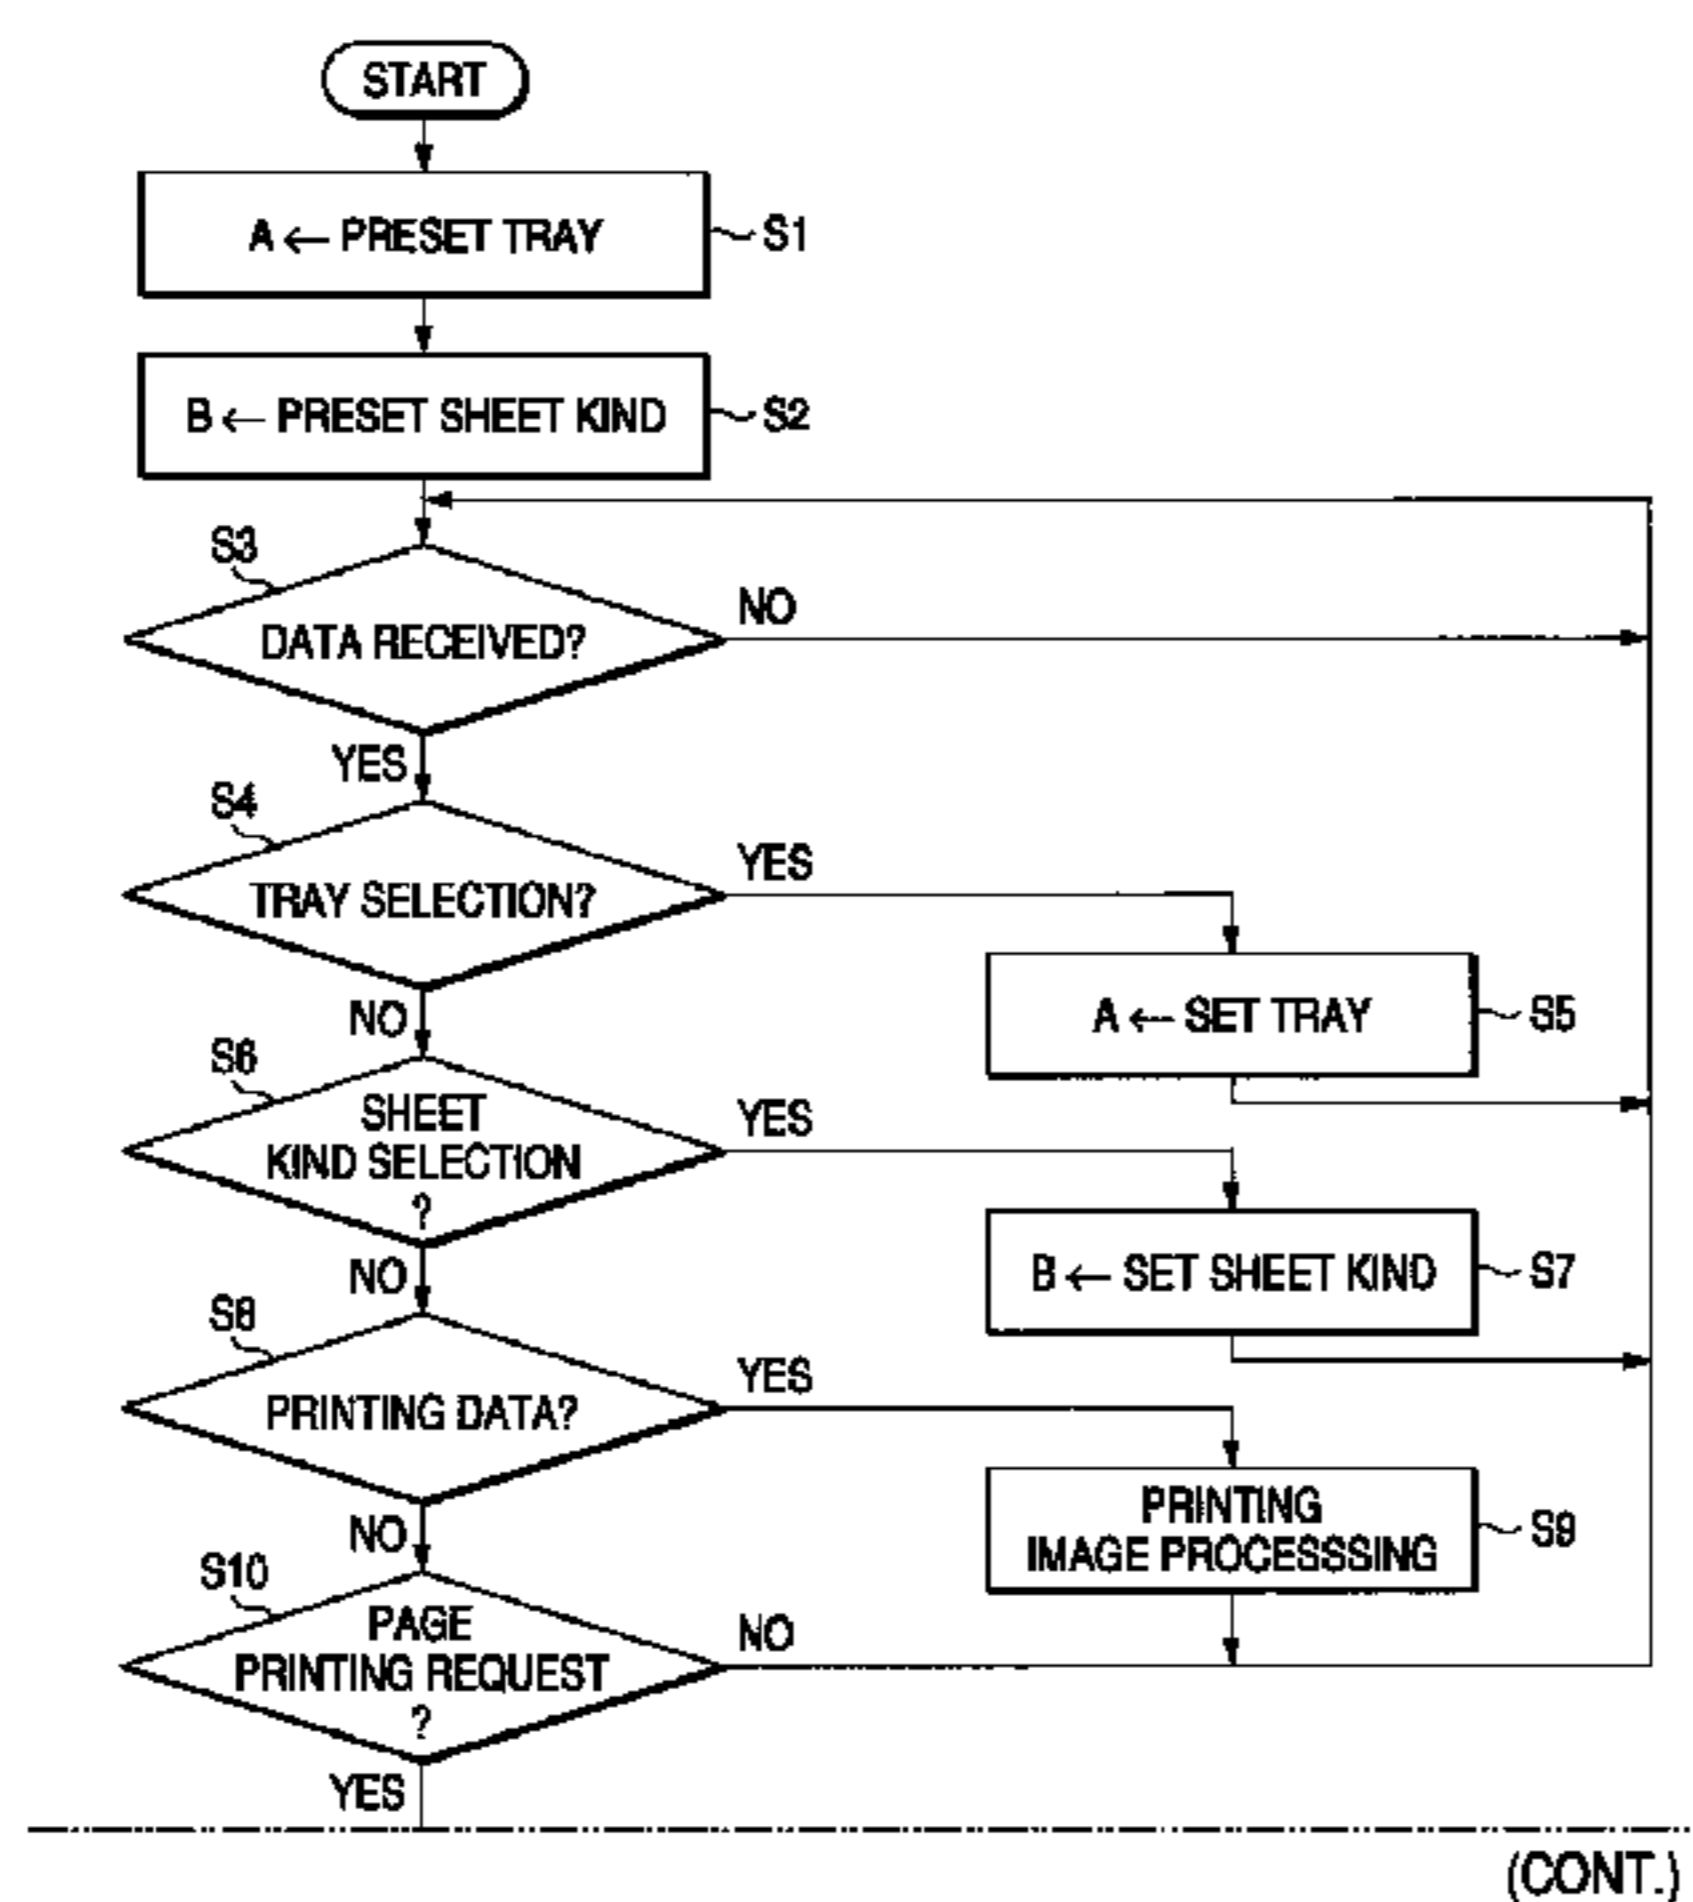 START
A ← PRESET TRAY
S1
B ← PRESET SHEET KIND
S2
S3
DATA RECEIVED?
NO
YES
S4
TRAY SELECTION?
YES
NO
A ← SET TRAY
S5
S6
SHEET
KIND SELECTION
?
YES
NO
B ← SET SHEET KIND
S7
S8
PRINTING DATA?
YES
NO
PRINTING
IMAGE PROCESSSING
S9
S10
PAGE
PRINTING REQUEST
?
NO
YES
(CONT.)